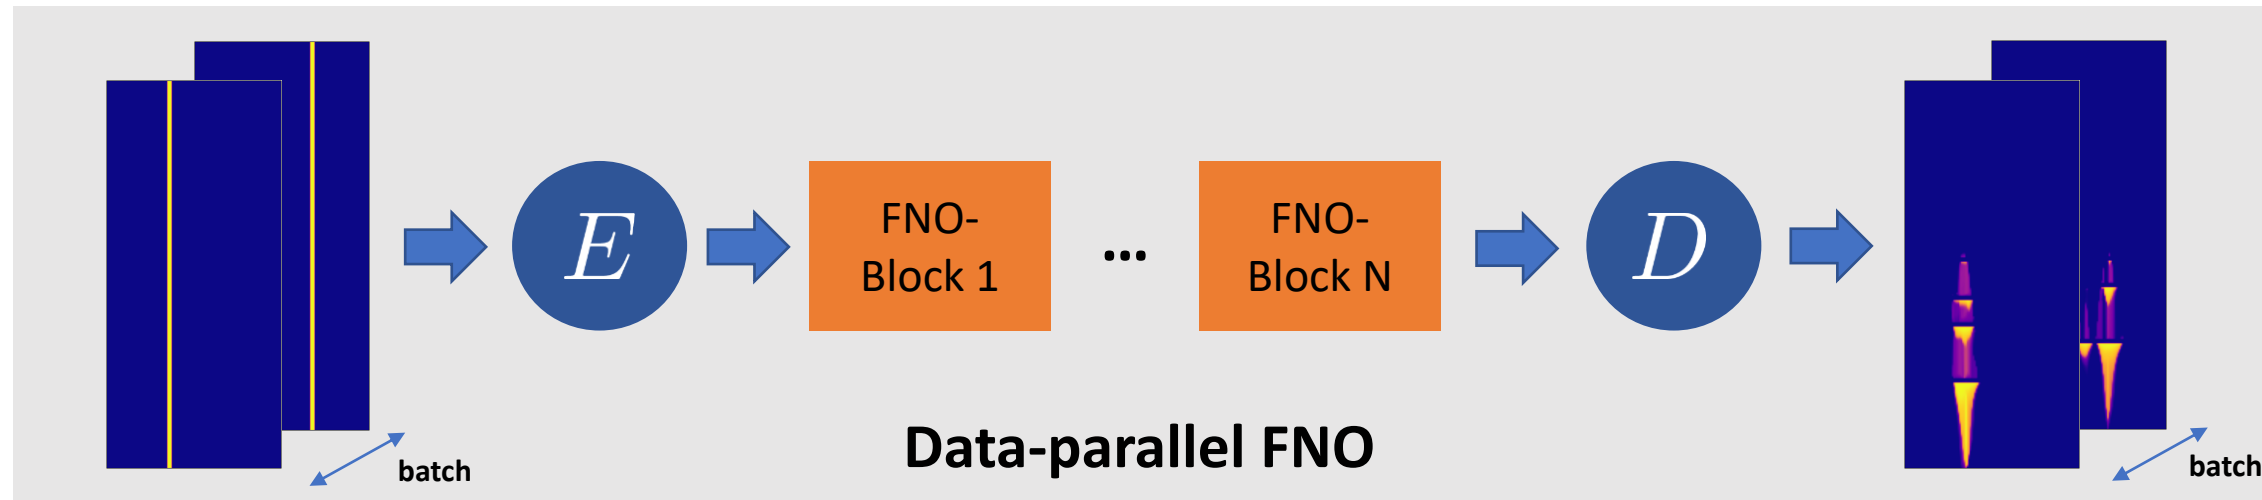 batch
E
FNO-
Block 1
...
FNO-
Block N
D
Data-parallel FNO
batch